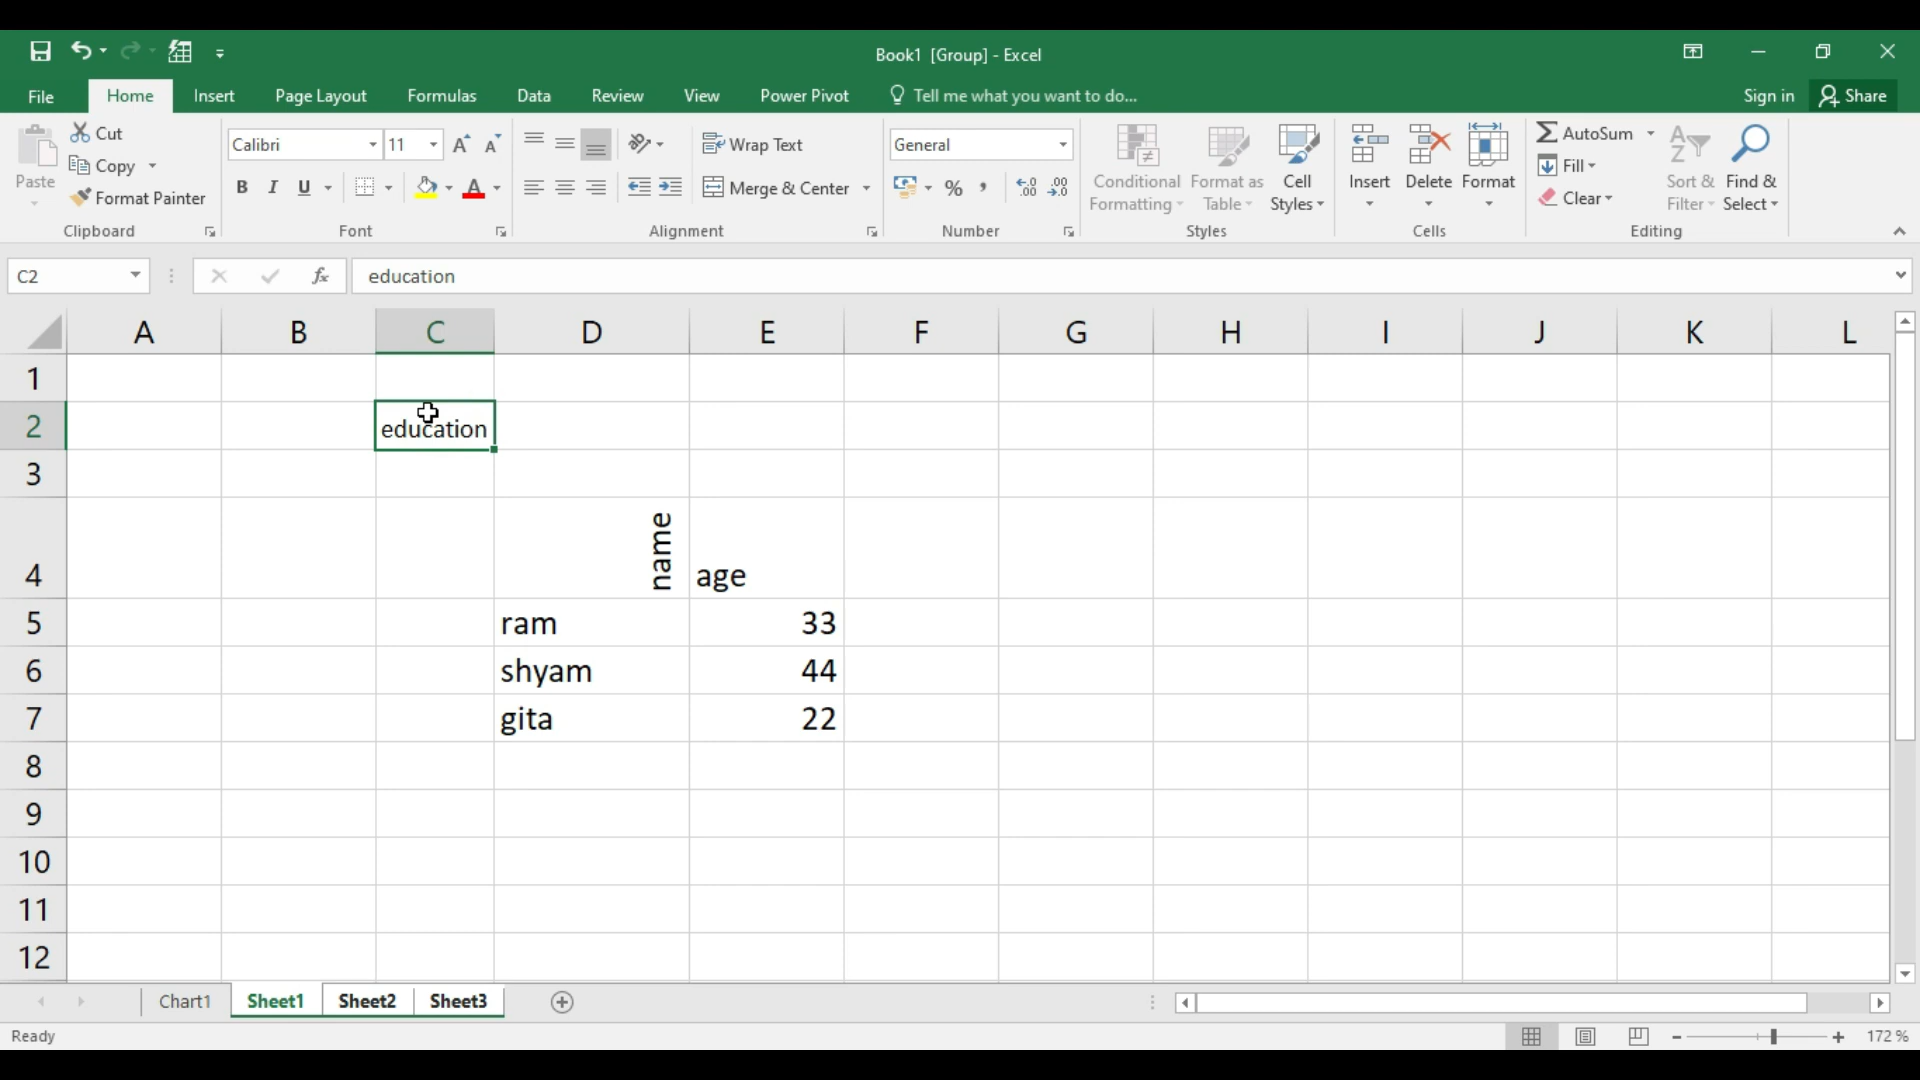 Book1 [Group] - Excel
File Home Insert Page Layout Formulas Data Review View Power Pivot Tell me what you want to do... Sign in Share
Paste Cut Copy Format Painter Clipboard
Calibri 11 B I U A Font
Wrap Text Merge & Center Alignment
General % Number
Conditional Formatting Format as Table Cell Styles Styles
Insert Delete Format Cells
AutoSum Fill Clear Sort & Filter Find & Select Editing
C2 fx education
A B C D E F G H I J K L
1
2 education
3
4 name age
5 ram 33
6 shyam 44
7 gita 22
8
9
10
11
12
Chart1 Sheet1 Sheet2 Sheet3
Ready 172 %